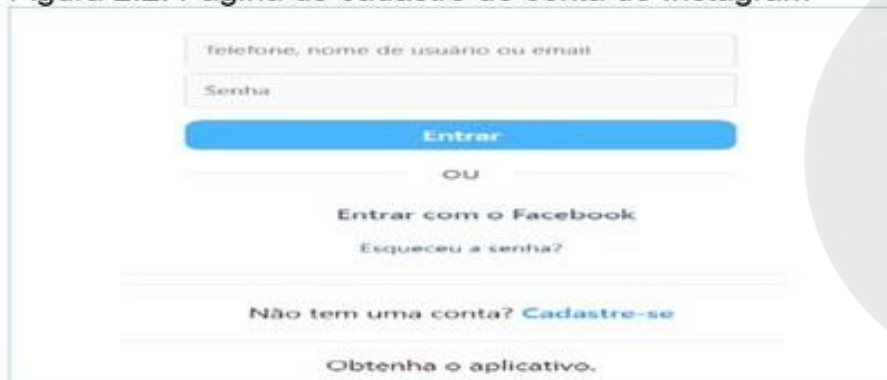 Telefone, nome de usuário ou email
Senha
Entrar
OU
Entrar com o Facebook
Esqueceu a senha?
Não tem uma conta? Cadastre-se
Obtenha o aplicativo.